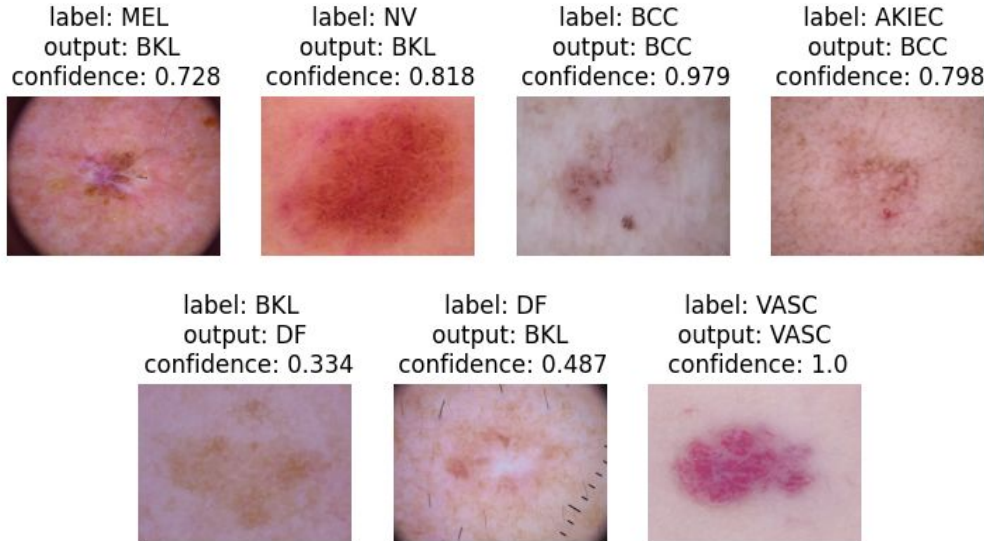 label: MEL
output: BKL
confidence: 0.728
label: NV
output: BKL
confidence: 0.818
label: BCC
output: BCC
confidence: 0.979
label: AKIEC
output: BCC
confidence: 0.798
label: BKL
output: DF
confidence: 0.334
label: DF
output: BKL
confidence: 0.487
label: VASC
output: VASC
confidence: 1.0